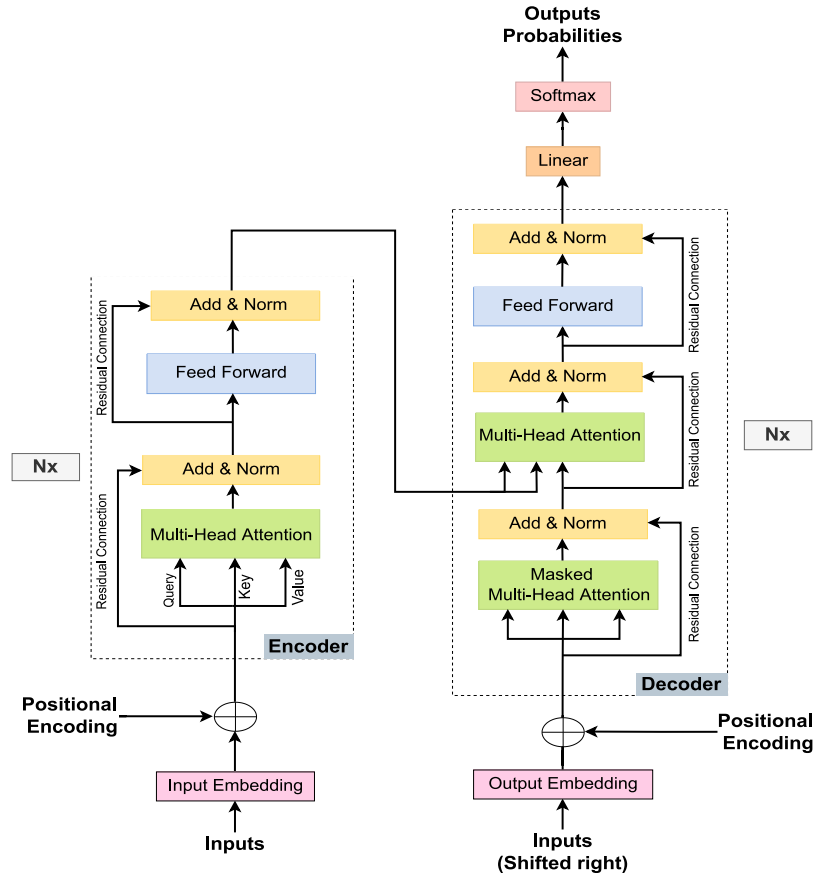 Outputs
Probabilities
Softmax
Linear
Add & Norm
Feed Forward
Residual Connection
Add & Norm
Multi-Head Attention
Residual Connection
Nx
Add & Norm
Masked
Multi-Head Attention
Residual Connection
Decoder
Positional
Encoding
Output Embedding
Inputs
(Shifted right)
Add & Norm
Residual Connection
Feed Forward
Nx
Add & Norm
Residual Connection
Multi-Head Attention
Query
Key
Value
Encoder
Positional
Encoding
Input Embedding
Inputs